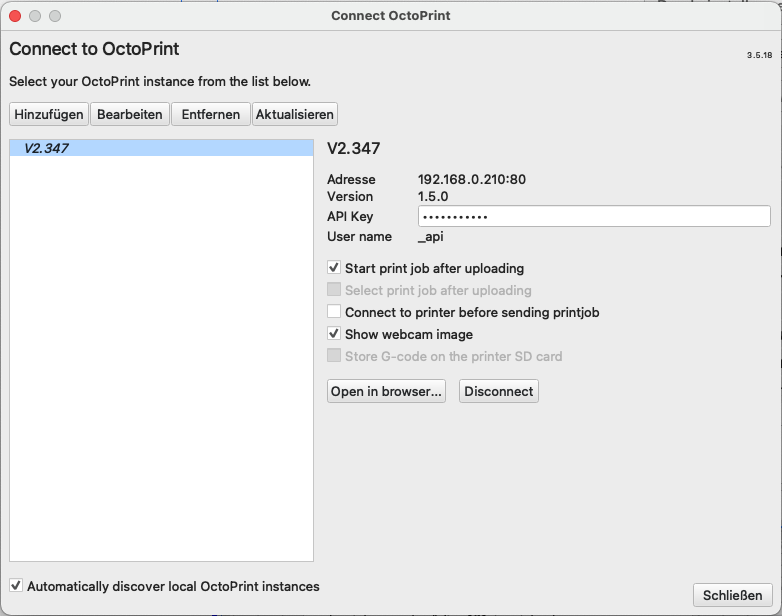 Connect OctoPrint
Connect to OctoPrint
3.5.18
Select your OctoPrint instance from the list below.
Hinzufügen Bearbeiten Entfernen Aktualisieren
V2.347
V2.347
Adresse 192.168.0.210:80
Version 1.5.0
API Key •••••••••••
User name _api
Start print job after uploading
Select print job after uploading
Connect to printer before sending printjob
Show webcam image
Store G-code on the printer SD card
Open in browser... Disconnect
Automatically discover local OctoPrint instances
Schließen